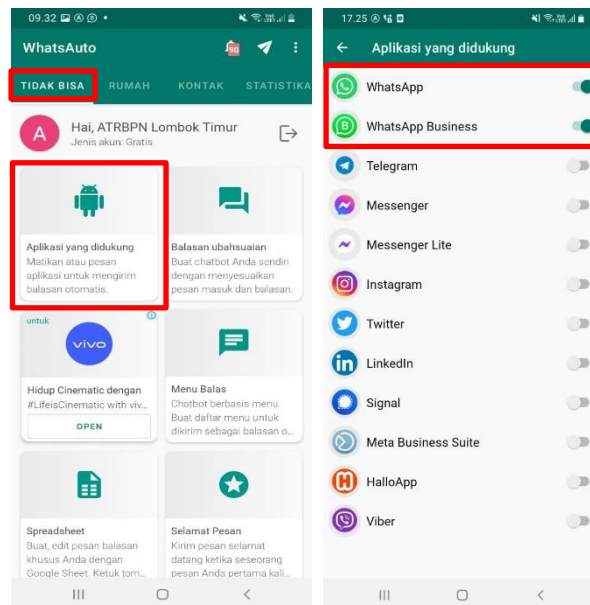 09.32
WhatsAuto
90
TIDAK BISA
RUMAH
KONTAK
STATISTIKA
A
Hai, ATRBPN Lombok Timur
Jenis akun: Gratis
Aplikasi yang didukung
Matikan atau pesan
aplikasi untuk mengirim
balasan otomatis.
Balasan ubahsuaian
Buat chatbot Anda sendiri
dengan menyesuaikan
pesan masuk dan balasan.
untuk
vivo
Hidup Cinematic dengan
#LifeisCinematic with viv...
OPEN
Menu Balas
Chatbot berbasis menu.
Buat daftar menu untuk
dikirim sebagai balasan o...
Spreadsheet
Buat, edit pesan balasan
khusus Anda dengan
Google Sheet. Ketuk tom...
Selamat Pesan
Kirim pesan selamat
datang ketika seseorang
pesan Anda pertama kali...
17.25
Aplikasi yang didukung
WhatsApp
B
WhatsApp Business
Telegram
Messenger
Messenger Lite
Instagram
Twitter
in
LinkedIn
Signal
Meta Business Suite
H
HalloApp
Viber